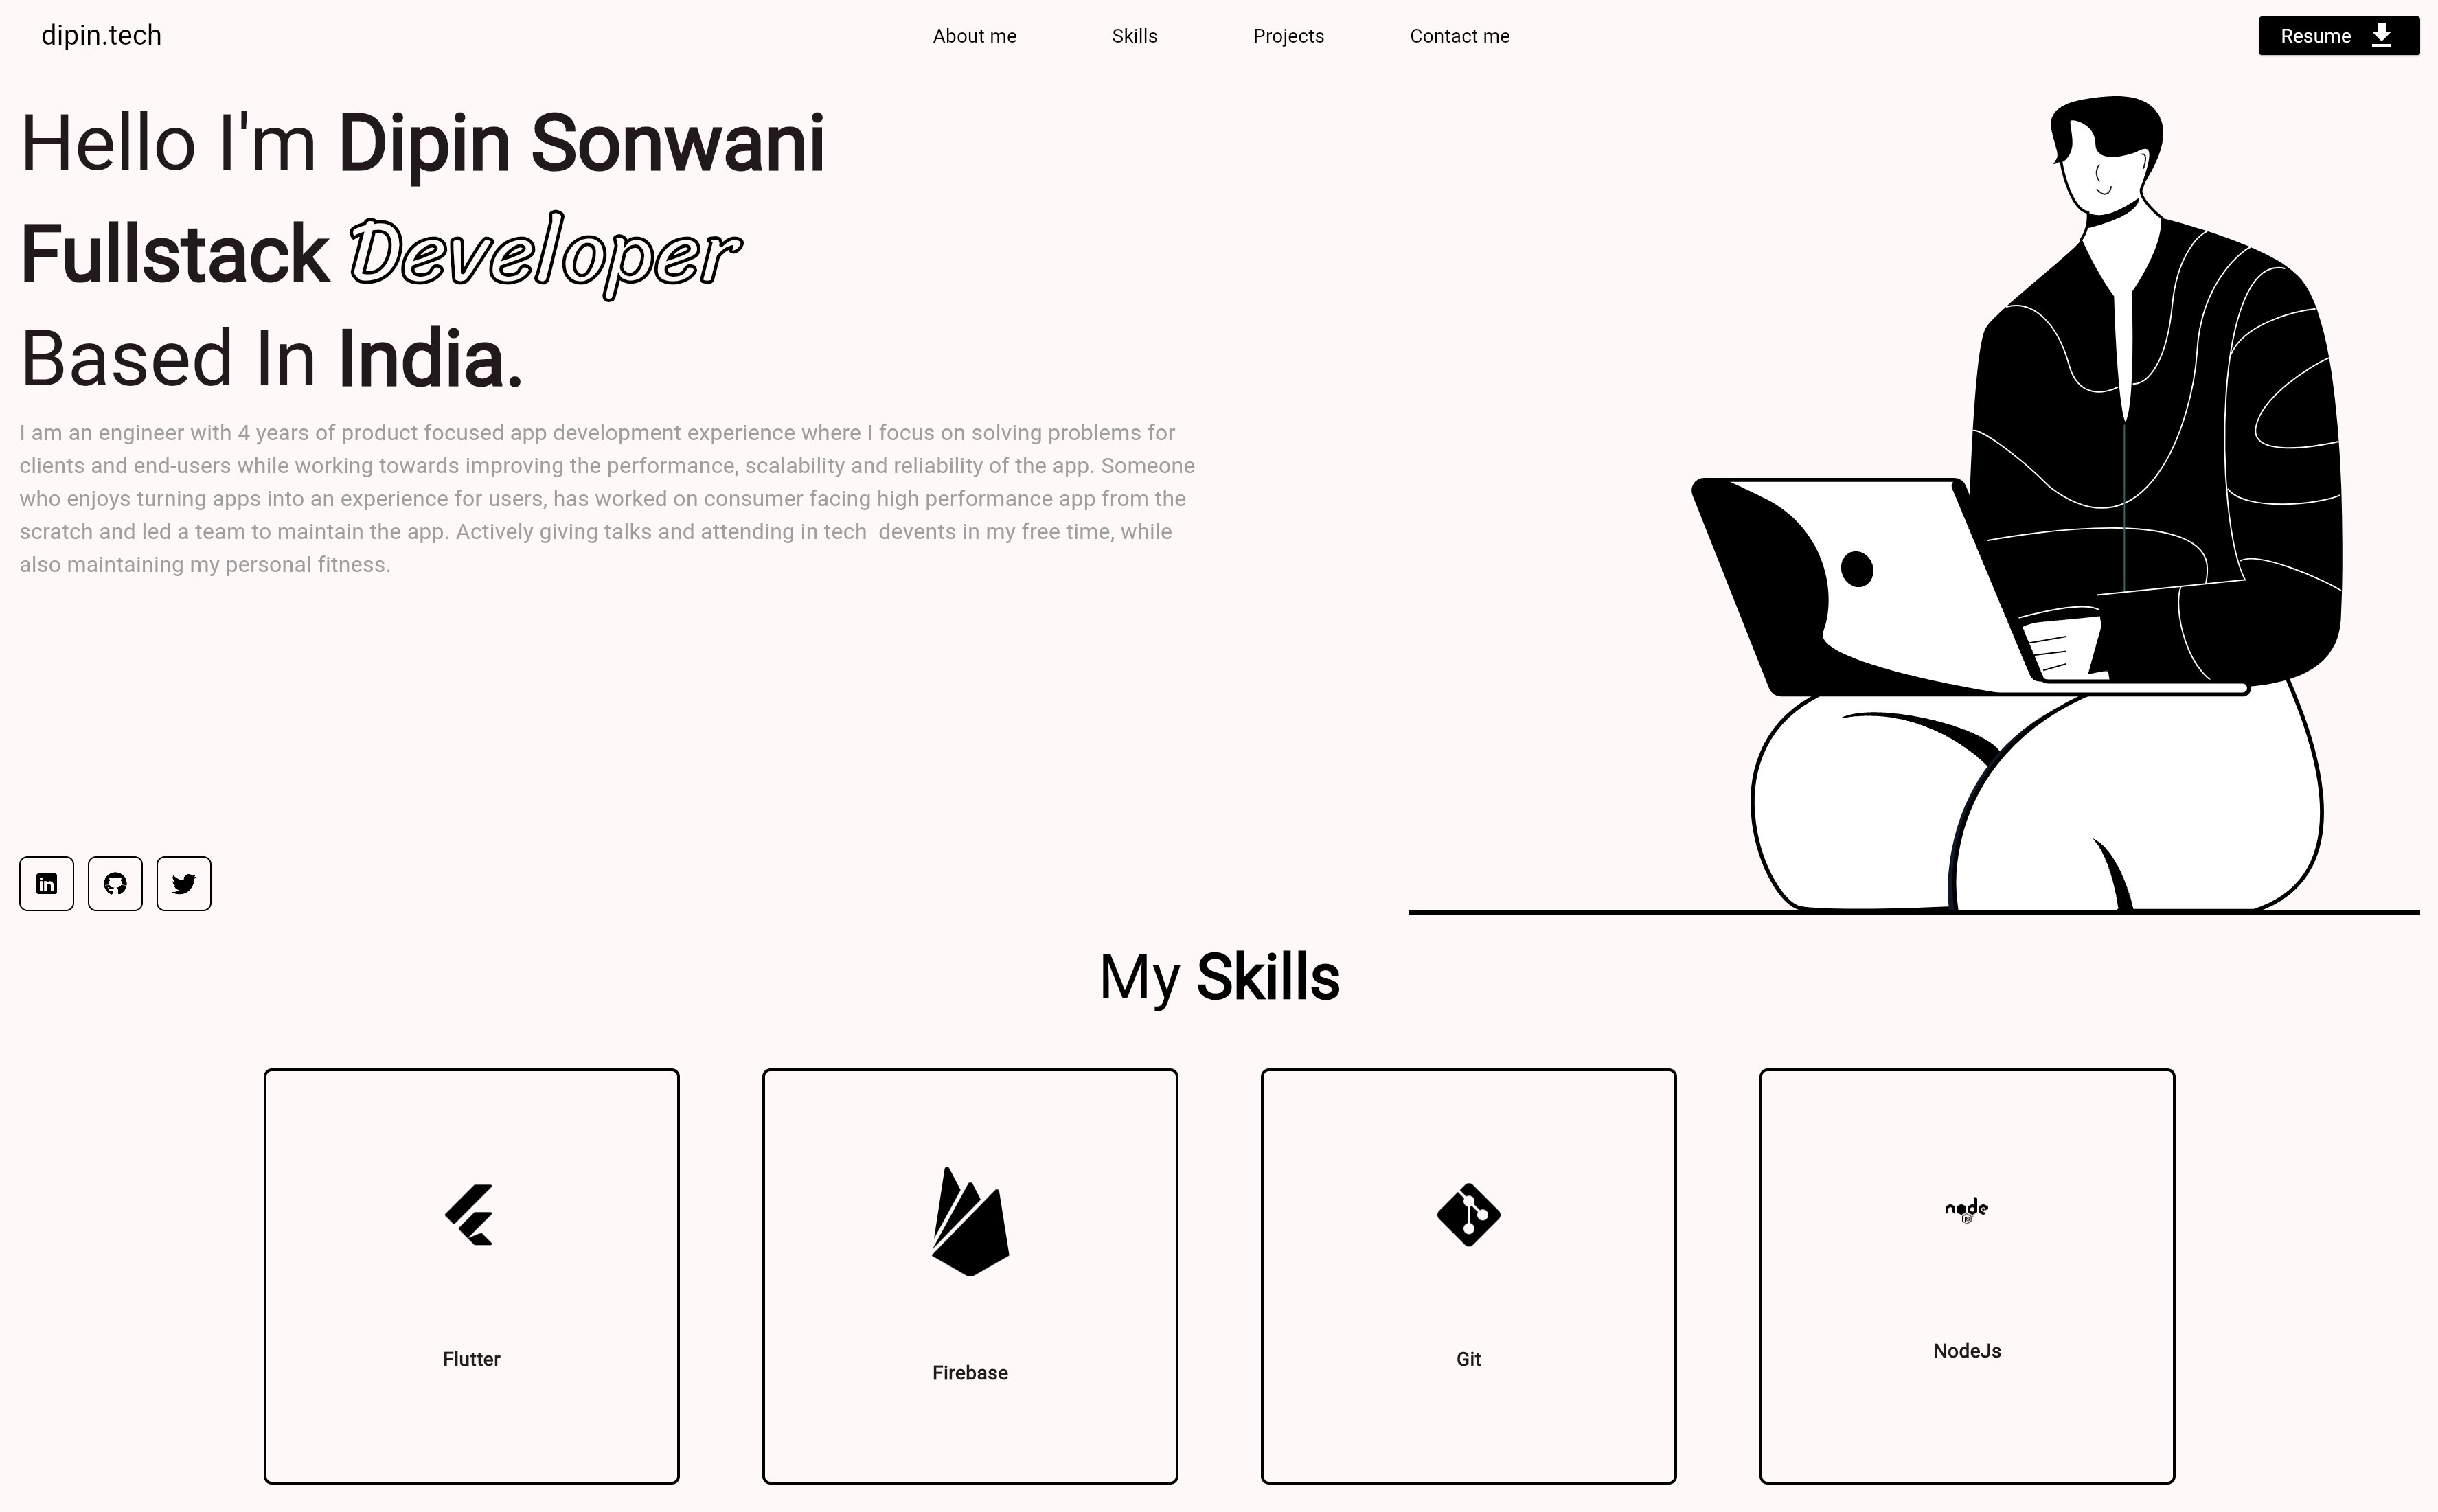 dipin.tech
About me
Skills
Projects
Contact me
Resume
Hello I'm Dipin Sonwani
Fullstack Developer
Based In India.
I am an engineer with 4 years of product focused app development experience where I focus on solving problems for
clients and end-users while working towards improving the performance, scalability and reliability of the app. Someone
who enjoys turning apps into an experience for users, has worked on consumer facing high performance app from the
scratch and led a team to maintain the app. Actively giving talks and attending in tech  devents in my free time, while
also maintaining my personal fitness.
in
My Skills
node
JS
Flutter
Firebase
Git
NodeJs